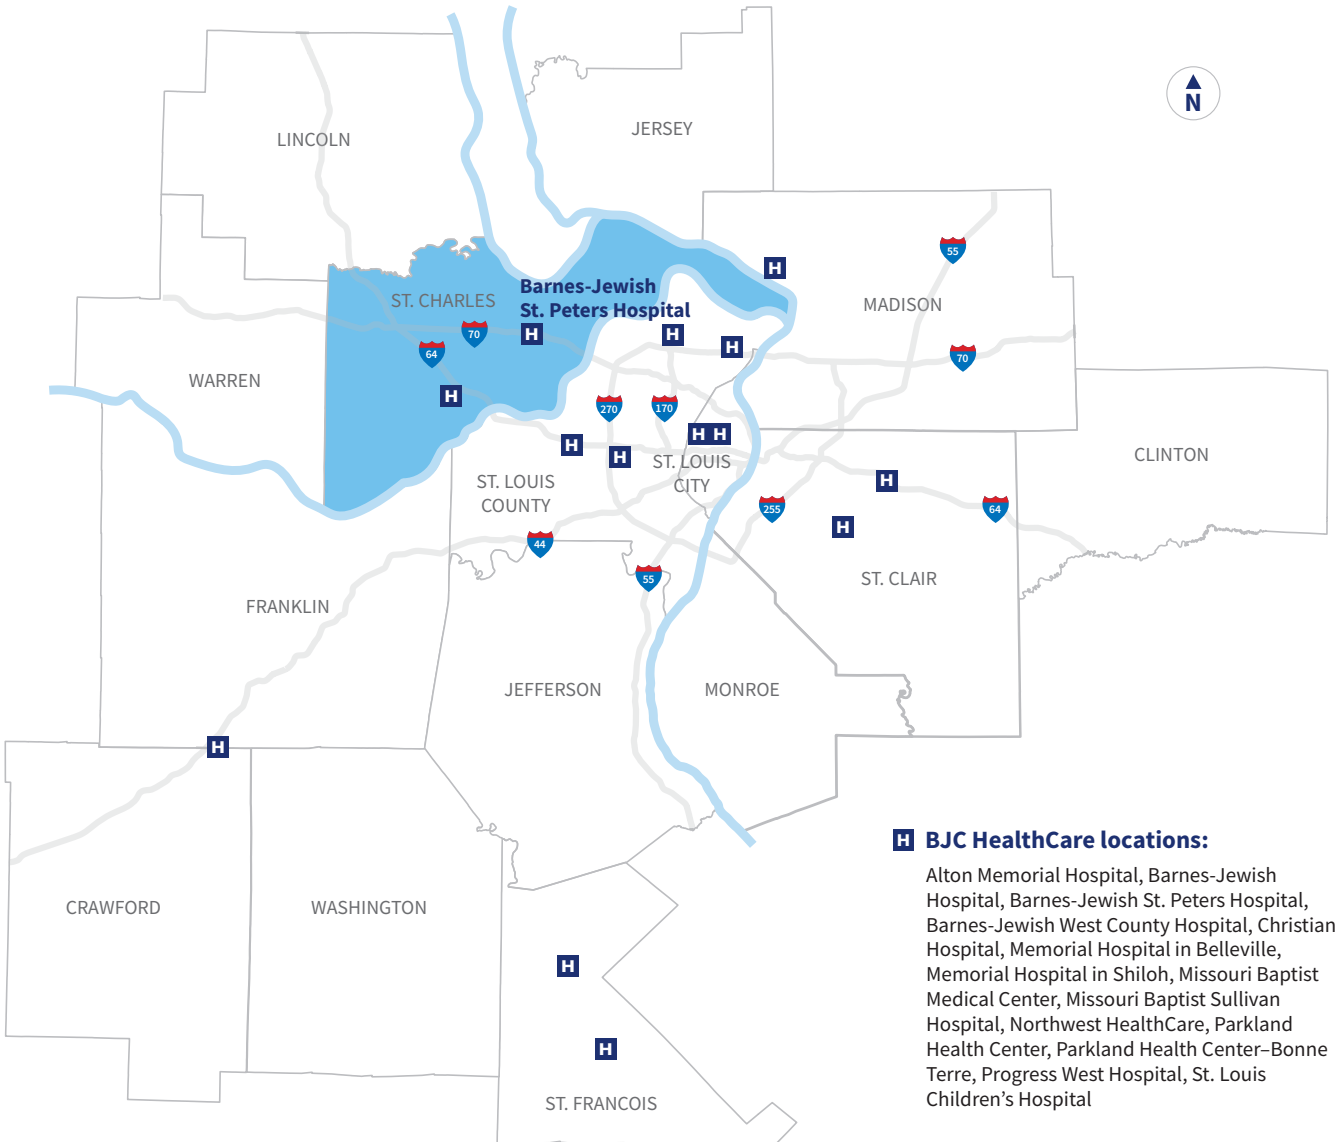 N
LINCOLN
JERSEY
55
H
Barnes-Jewish
St. Peters Hospital
ST. CHARLES
MADISON
70
H
H
H
64
70
WARREN
H
270
170
H
H
H
H
ST. LOUIS
CITY
CLINTON
ST. LOUIS
COUNTY
H
255
64
H
44
55
ST. CLAIR
FRANKLIN
JEFFERSON
MONROE
H
H BJC HealthCare locations:
Alton Memorial Hospital, Barnes-Jewish
Hospital, Barnes-Jewish St. Peters Hospital,
Barnes-Jewish West County Hospital, Christian
Hospital, Memorial Hospital in Belleville,
Memorial Hospital in Shiloh, Missouri Baptist
Medical Center, Missouri Baptist Sullivan
Hospital, Northwest HealthCare, Parkland
Health Center, Parkland Health Center–Bonne
Terre, Progress West Hospital, St. Louis
Children's Hospital
CRAWFORD
WASHINGTON
H
H
ST. FRANCOIS